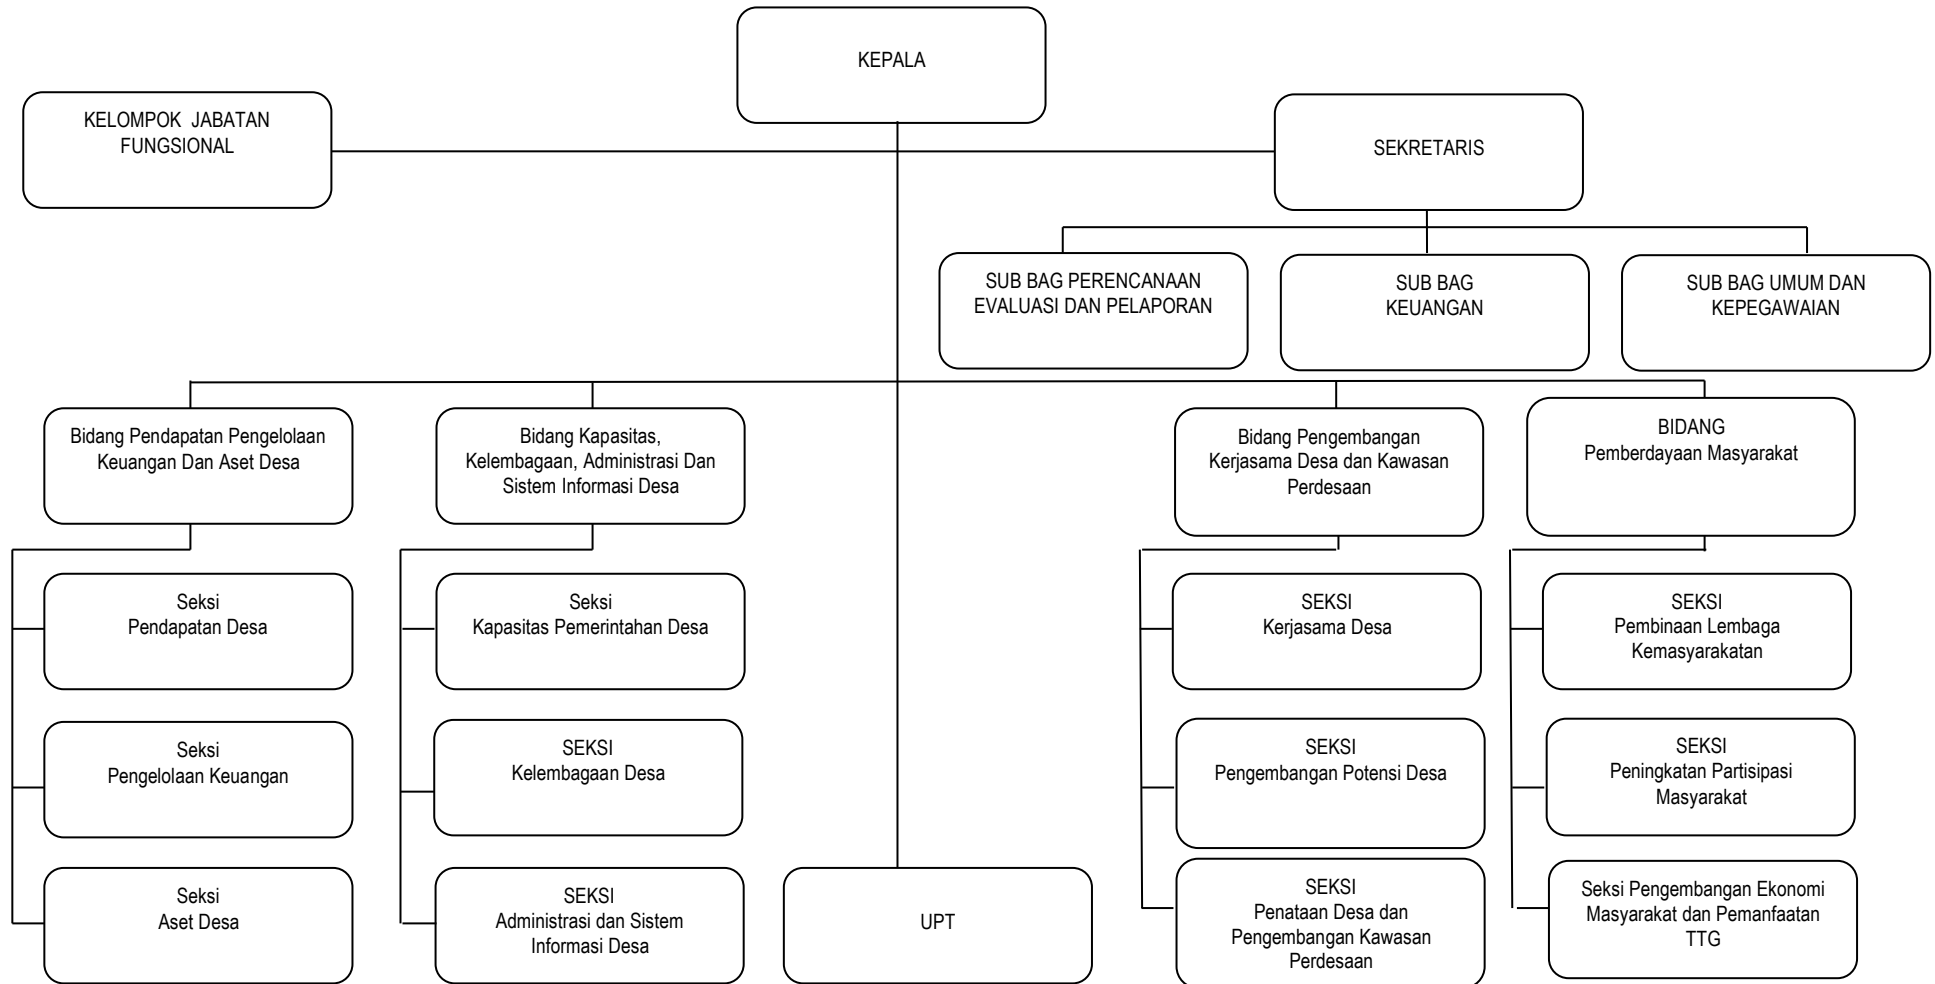 KEPALA
KELOMPOK JABATAN
FUNGSIONAL
SEKRETARIS
SUB BAG PERENCANAAN
EVALUASI DAN PELAPORAN
SUB BAG
KEUANGAN
SUB BAG UMUM DAN
KEPEGAWAIAN
Bidang Pendapatan Pengelolaan
Keuangan Dan Aset Desa
Bidang Kapasitas,
Kelembagaan, Administrasi Dan
Sistem Informasi Desa
Bidang Pengembangan
Kerjasama Desa dan Kawasan
Perdesaan
BIDANG
Pemberdayaan Masyarakat
Seksi
Pendapatan Desa
Seksi
Kapasitas Pemerintahan Desa
SEKSI
Kerjasama Desa
SEKSI
Pembinaan Lembaga
Kemasyarakatan
Seksi
Pengelolaan Keuangan
SEKSI
Kelembagaan Desa
SEKSI
Pengembangan Potensi Desa
SEKSI
Peningkatan Partisipasi
Masyarakat
Seksi
Aset Desa
SEKSI
Administrasi dan Sistem
Informasi Desa
UPT
SEKSI
Penataan Desa dan
Pengembangan Kawasan
Perdesaan
Seksi Pengembangan Ekonomi
Masyarakat dan Pemanfaatan
TTG